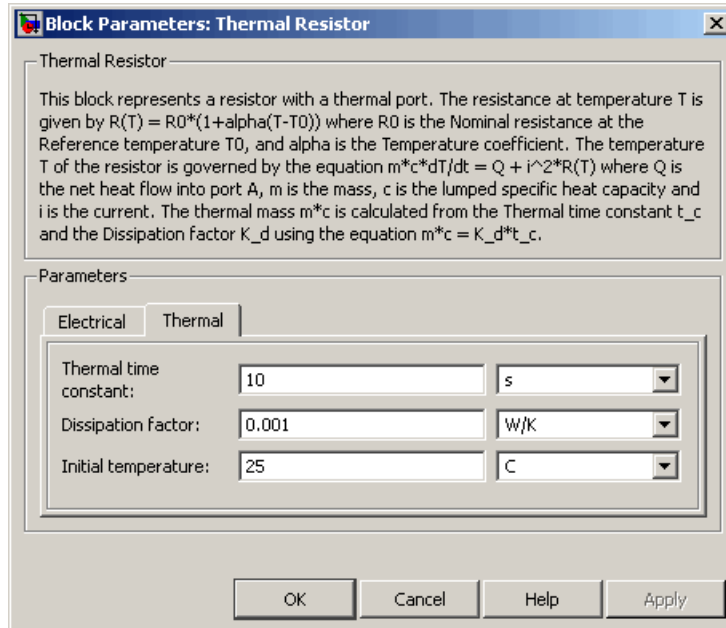 Block Parameters: Thermal Resistor
Thermal Resistor
This block represents a resistor with a thermal port. The resistance at temperature T is
given by R(T) = R0*(1+alpha(T-T0)) where R0 is the Nominal resistance at the
Reference temperature T0, and alpha is the Temperature coefficient. The temperature
T of the resistor is governed by the equation m*c*dT/dt = Q + i^2*R(T) where Q is
the net heat flow into port A, m is the mass, c is the lumped specific heat capacity and
i is the current. The thermal mass m*c is calculated from the Thermal time constant t_c
and the Dissipation factor K_d using the equation m*c = K_d*t_c.
Parameters
Electrical Thermal
Thermal time
constant: 10 s
Dissipation factor: 0.001 W/K
Initial temperature: 25 C
OK Cancel Help Apply